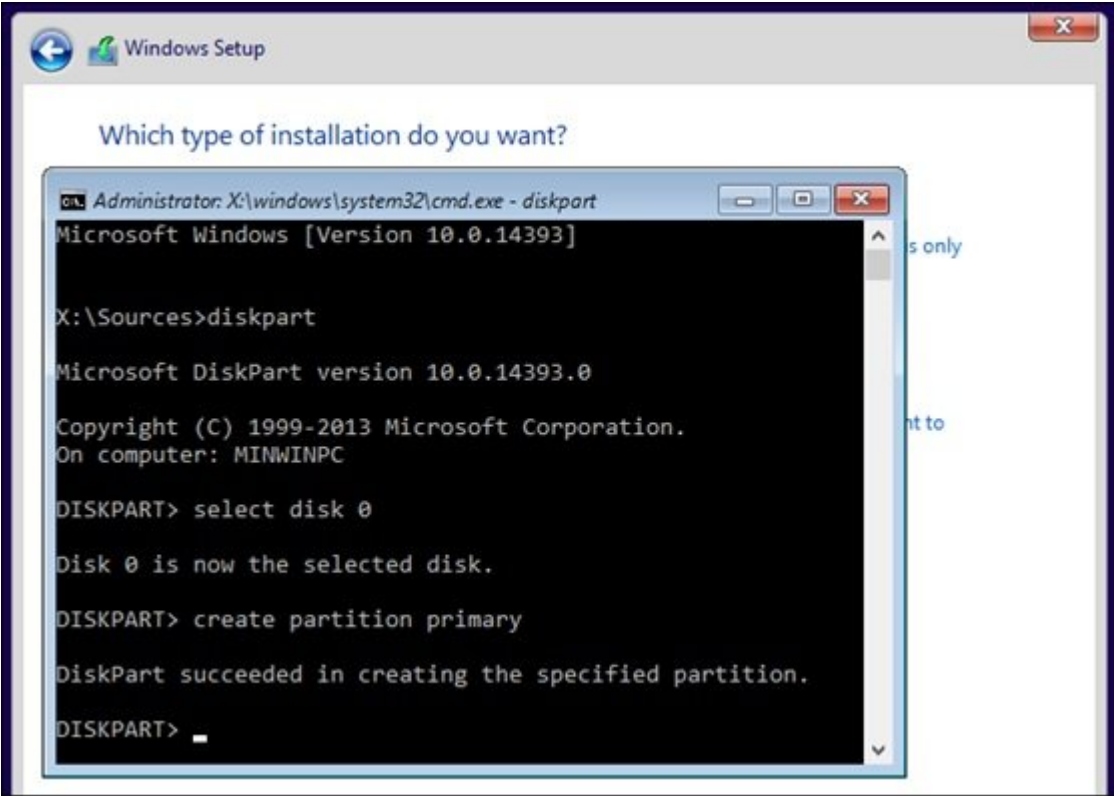 Windows Setup
Which type of installation do you want?
Administrator: X:\windows\system32\cmd.exe - diskpart
Microsoft Windows [Version 10.0.14393]
s only
X:\Sources>diskpart
Microsoft DiskPart version 10.0.14393.0
Copyright (C) 1999-2013 Microsoft Corporation.
nt to
On computer: MINWINPC
DISKPART> select disk 0
Disk 0 is now the selected disk.
DISKPART> create partition primary
DiskPart succeeded in creating the specified partition.
DISKPART> _